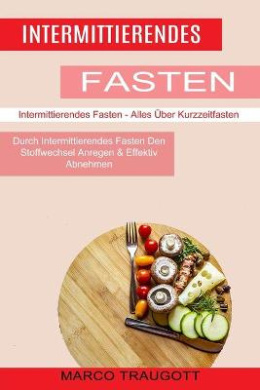 INTERMITTIERENDES
FASTEN
Intermittierendes Fasten - Alles Über Kurzzeitfasten
Durch Intermittierendes Fasten Den
Stoffwechsel Anregen & Effektiv
Abnehmen
MARCO TRAUGOTT